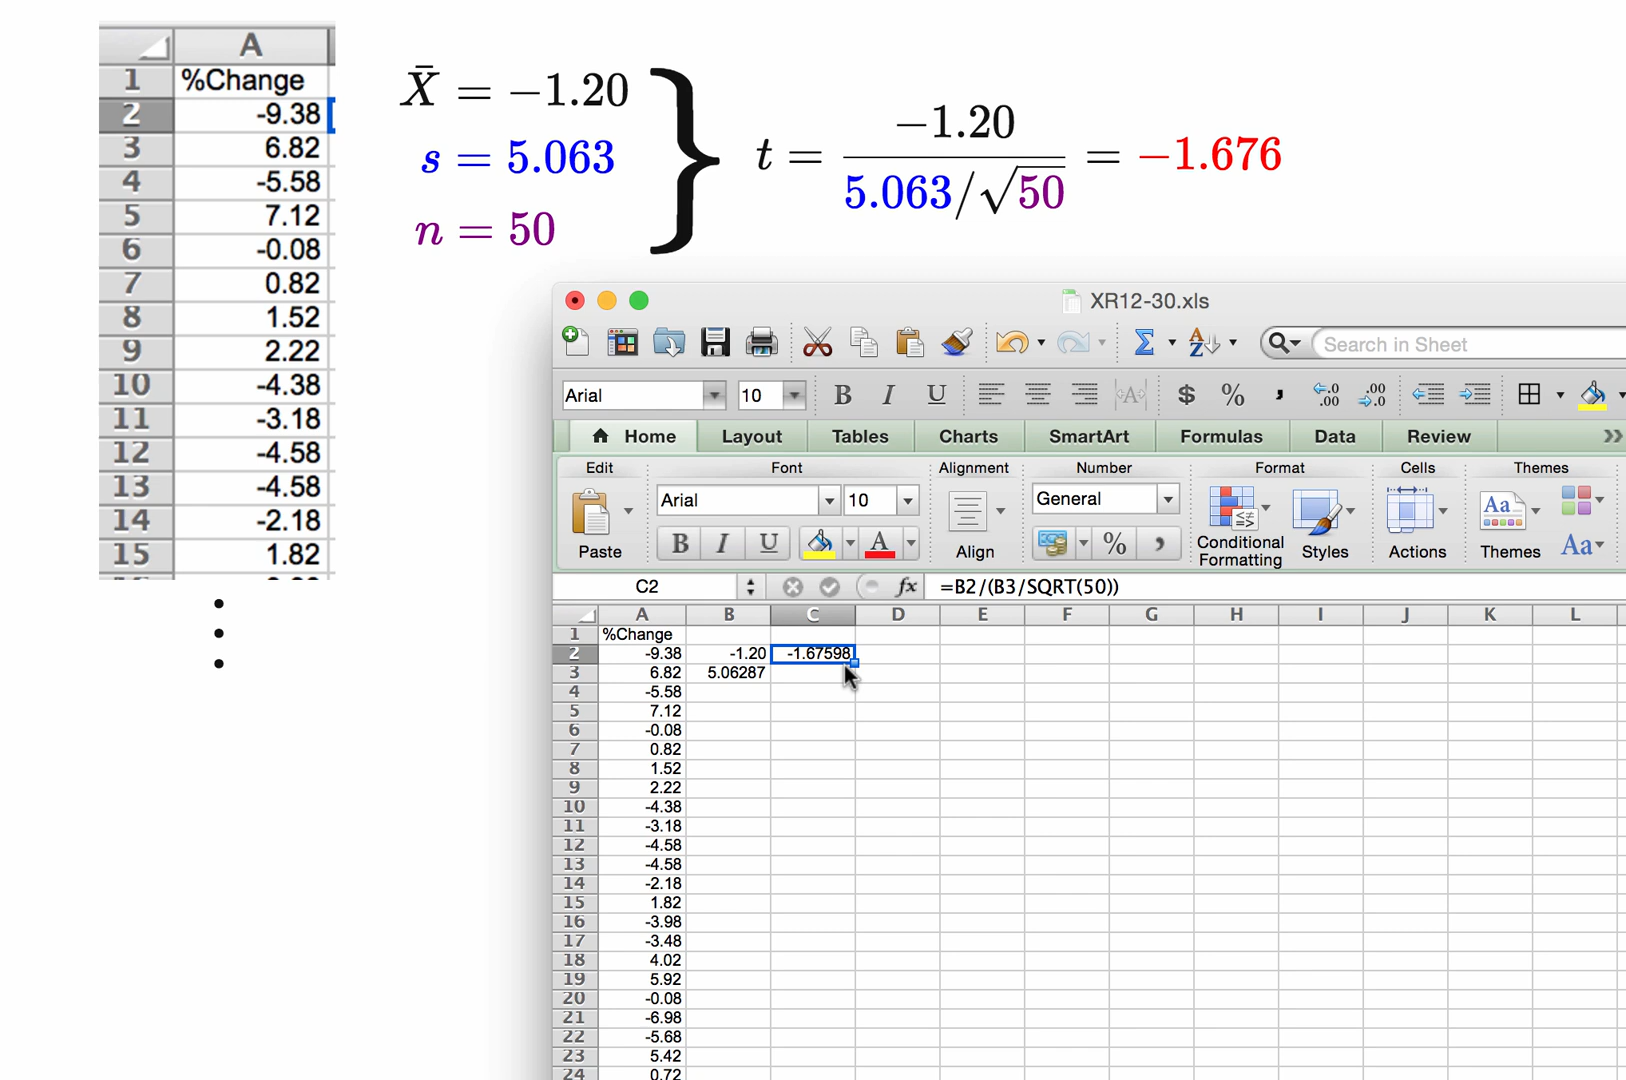 A
1 %Change
2 -9.38
3 6.82
4 -5.58
5 7.12
6 -0.08
7 0.82
8 1.52
9 2.22
10 -4.38
11 -3.18
12 -4.58
13 -4.58
14 -2.18
15 1.82
X̄ = −1.20
s = 5.063
n = 50
t = −1.20 / (5.063/√50) = −1.676
XR12-30.xls
Search in Sheet
Arial 10 B I U $ % , .0 .00 .00 .0
Home Layout Tables Charts SmartArt Formulas Data Review
Edit Font Alignment Number Format Cells Themes
Arial 10 General
B I U A %
Paste Align Conditional Formatting Styles Actions Themes Aa
C2 fx =B2/(B3/SQRT(50))
A B C D E F G H I J K L
1 %Change
2 -9.38 -1.20 -1.67598
3 6.82 5.06287
4 -5.58
5 7.12
6 -0.08
7 0.82
8 1.52
9 2.22
10 -4.38
11 -3.18
12 -4.58
13 -4.58
14 -2.18
15 1.82
16 -3.98
17 -3.48
18 4.02
19 5.92
20 -0.08
21 -6.98
22 -5.68
23 5.42
24 0.72